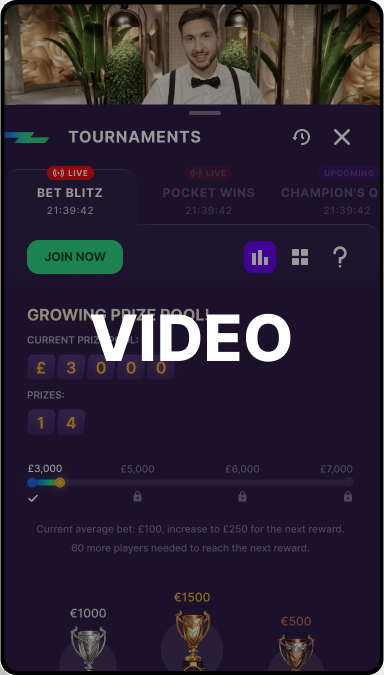 TOURNAMENTS
LIVE
BET BLITZ
21:39:42
LIVE
POCKET WINS
21:39:42
UPCOMING
CHAMPION'S Q
21:39:42
JOIN NOW
?
GROWING PRIZE POOL!
CURRENT PRIZE POOL:
VIDEO
£ 3 0 0 0
PRIZES:
1 4
£3,000 £5,000 £6,000 £7,000
Current average bet: £100, increase to £250 for the next reward.
60 more players needed to reach the next reward.
€1000
€1500
€500